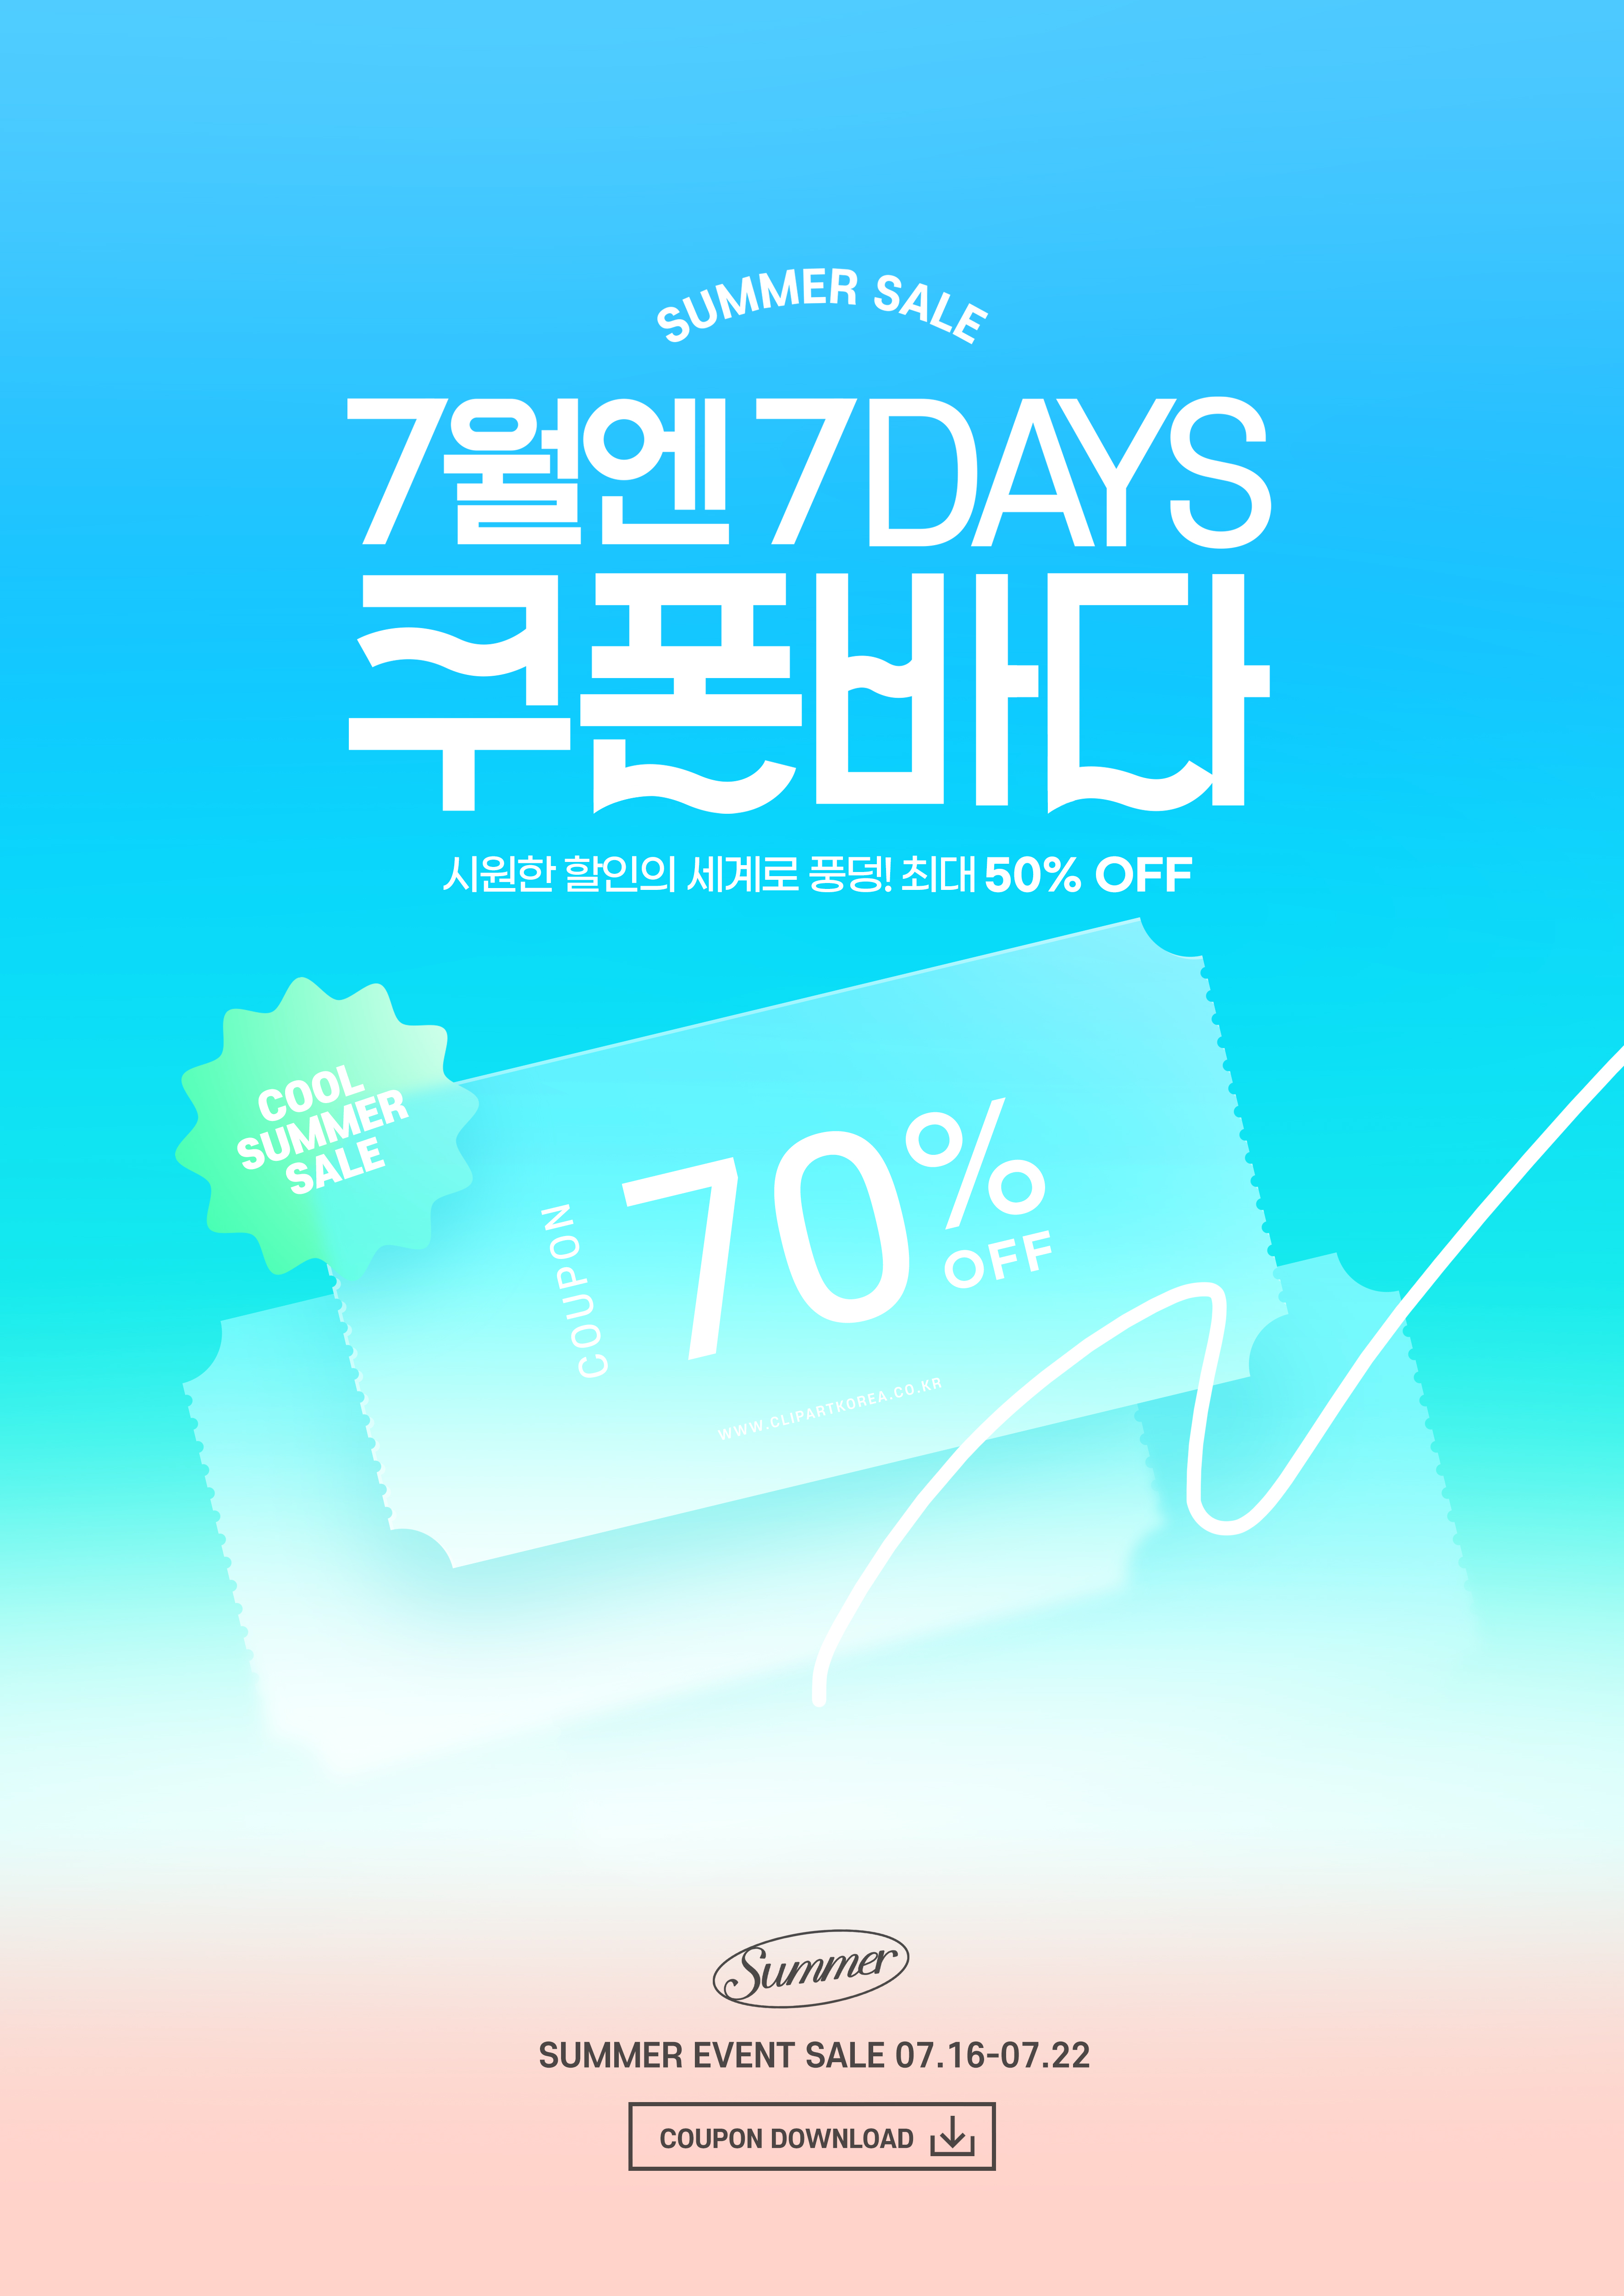 SUMMER SALE
7월엔 7DAYS
쿠폰바다
시원한 할인의 세계로 풍덩! 최대 50% OFF
COOL
SUMMER
SALE
COUPON
70%
OFF
WWW.CLIPARTKOREA.CO.KR
Summer
SUMMER EVENT SALE 07.16-07.22
COUPON DOWNLOAD